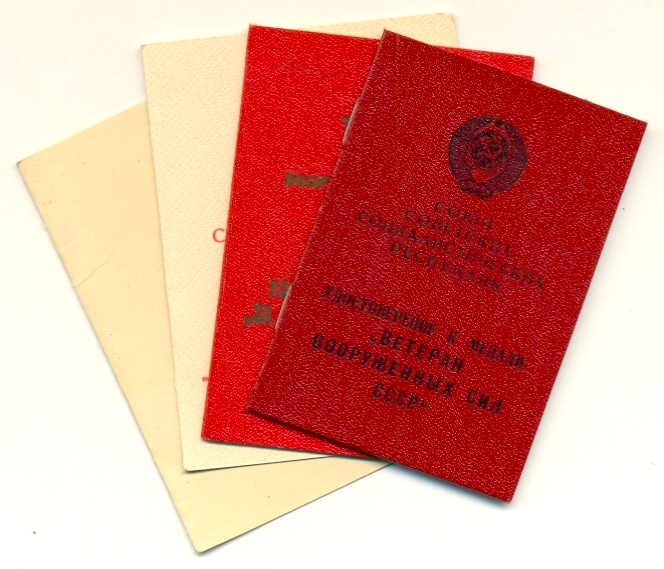 СОЮЗ
СОВЕТСКИХ
СОЦИАЛИСТИЧЕСКИХ
РЕСПУБЛИК
УДОСТОВЕРЕНИЕ К МЕДАЛИ
„ВЕТЕРАН
ВООРУЖЕННЫХ СИЛ
СССР"